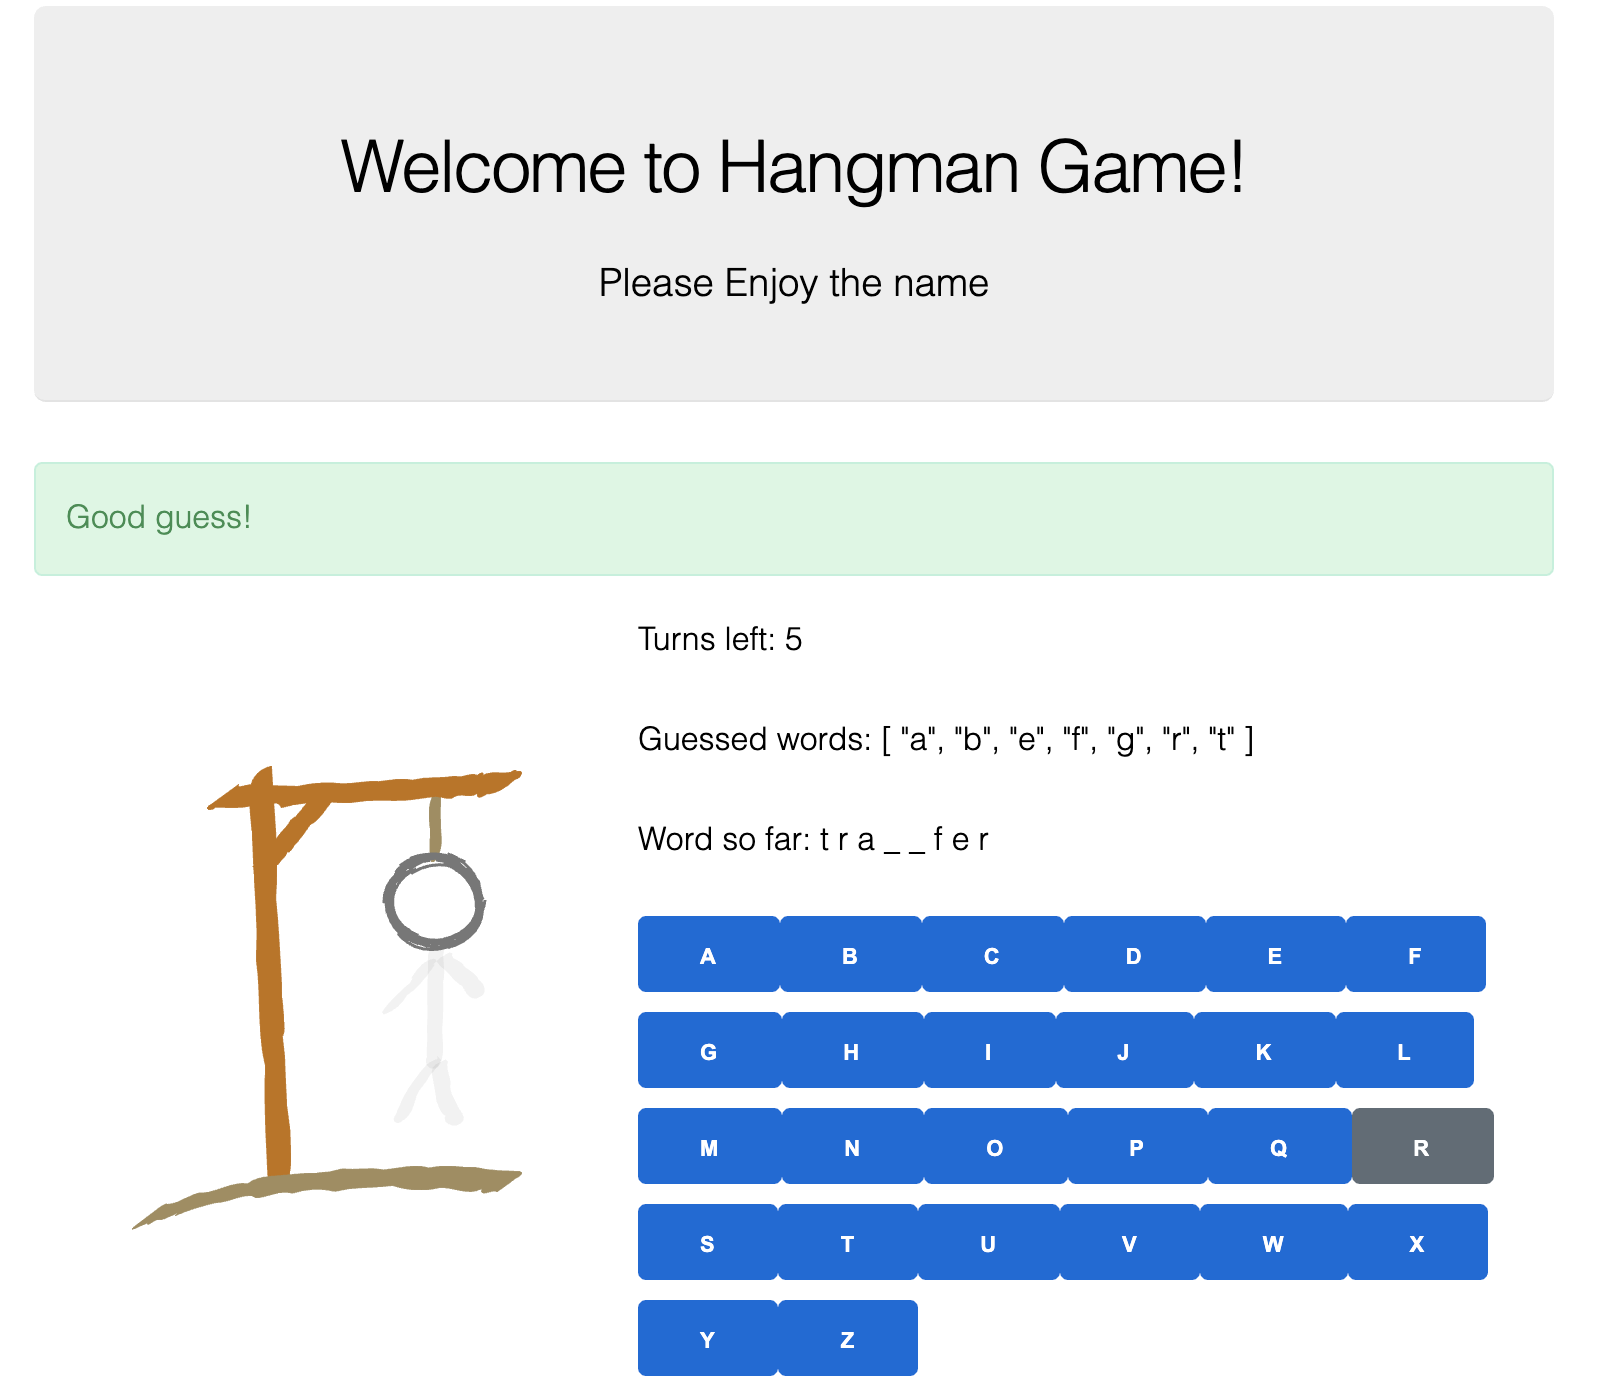 Welcome to Hangman Game!
Please Enjoy the name
Good guess!
Turns left: 5
Guessed words: [ "a", "b", "e", "f", "g", "r", "t" ]
Word so far: t r a _ _ f e r
A B C D E F
G H I J K L
M N O P Q R
S T U V W X
Y Z